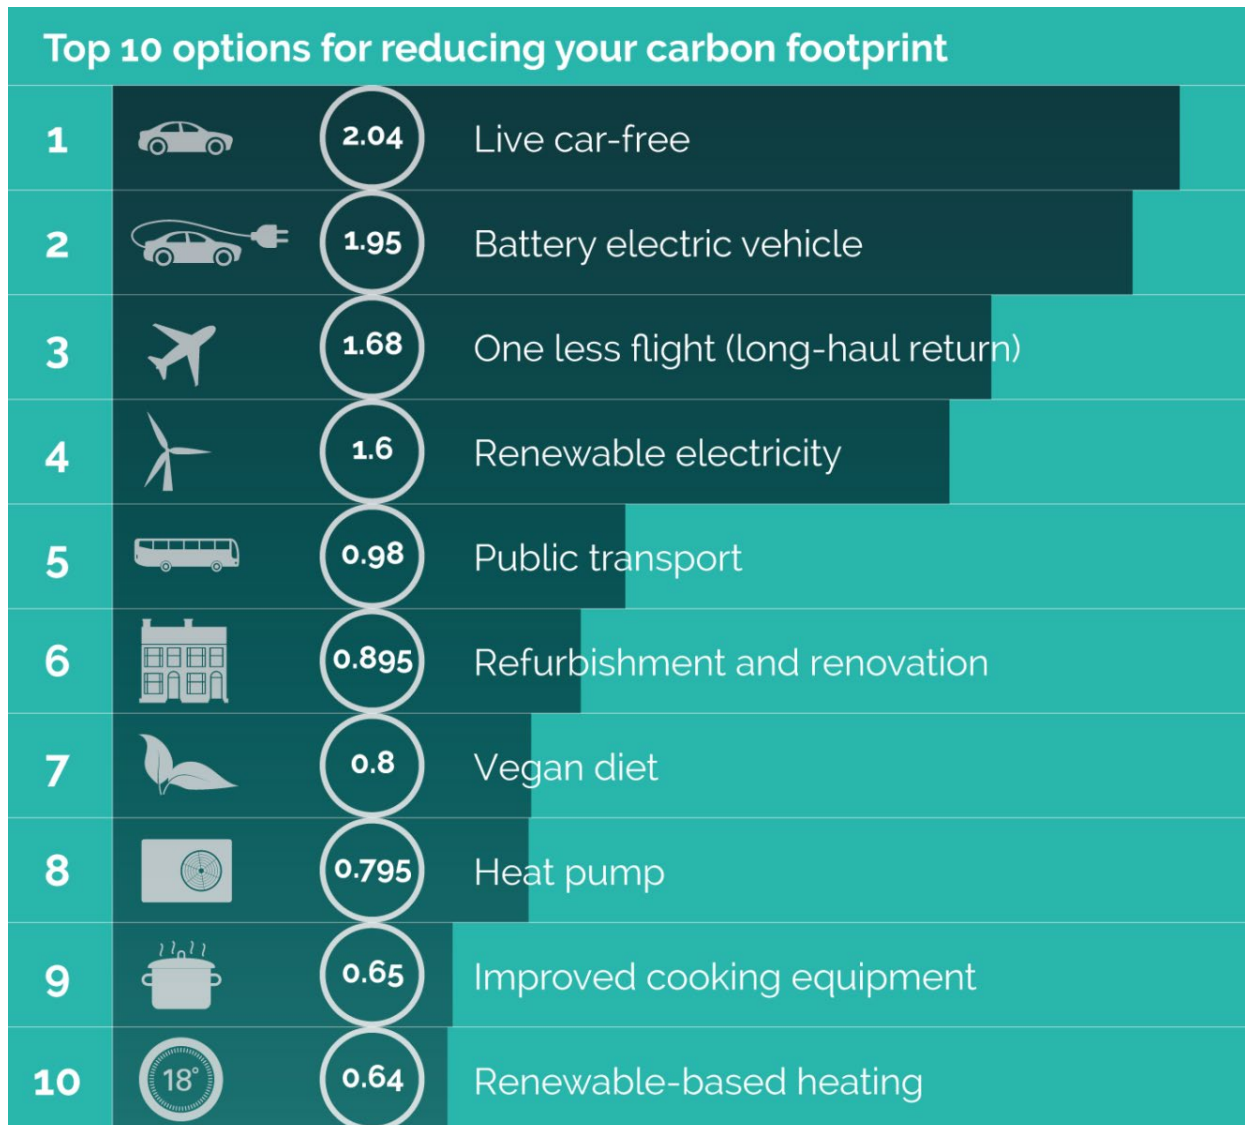 Top 10 options for reducing your carbon footprint
1 2.04 Live car-free
2 1.95 Battery electric vehicle
3 1.68 One less flight (long-haul return)
4 1.6 Renewable electricity
5 0.98 Public transport
6 0.895 Refurbishment and renovation
7 0.8 Vegan diet
8 0.795 Heat pump
9 0.65 Improved cooking equipment
10 18° 0.64 Renewable-based heating